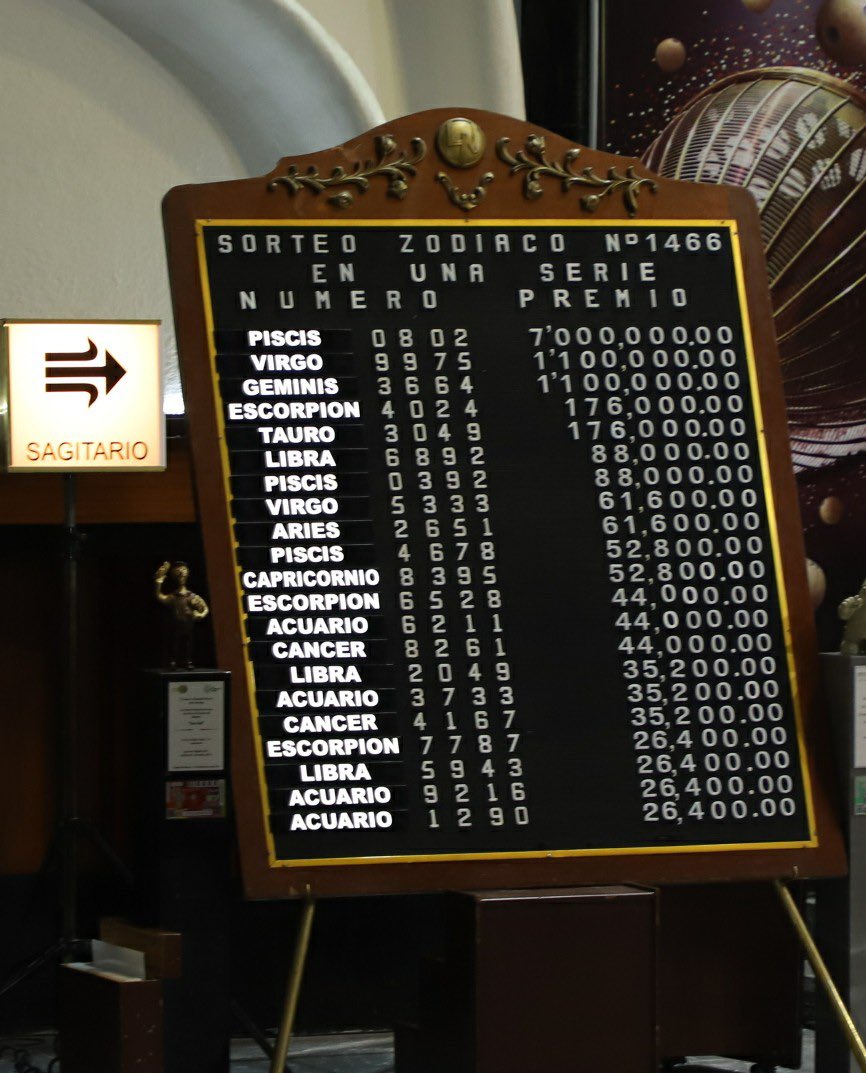 SORTEO ZODIACO Nº1466
EN UNA SERIE
NUMERO PREMIO
PISCIS 0802 7'000,000.00
VIRGO 9975 1'100,000.00
GEMINIS 3664 1'100,000.00
ESCORPION 4024 176,000.00
TAURO 3049 176,000.00
LIBRA 6892 88,000.00
PISCIS 0392 88,000.00
VIRGO 5333 61,600.00
ARIES 2651 61,600.00
PISCIS 4678 52,800.00
CAPRICORNIO 8395 52,800.00
ESCORPION 6528 44,000.00
ACUARIO 6211 44,000.00
CANCER 8261 44,000.00
LIBRA 2049 35,200.00
ACUARIO 3733 35,200.00
CANCER 4167 35,200.00
ESCORPION 7787 26,400.00
LIBRA 5943 26,400.00
ACUARIO 9216 26,400.00
ACUARIO 1290 26,400.00
SAGITARIO